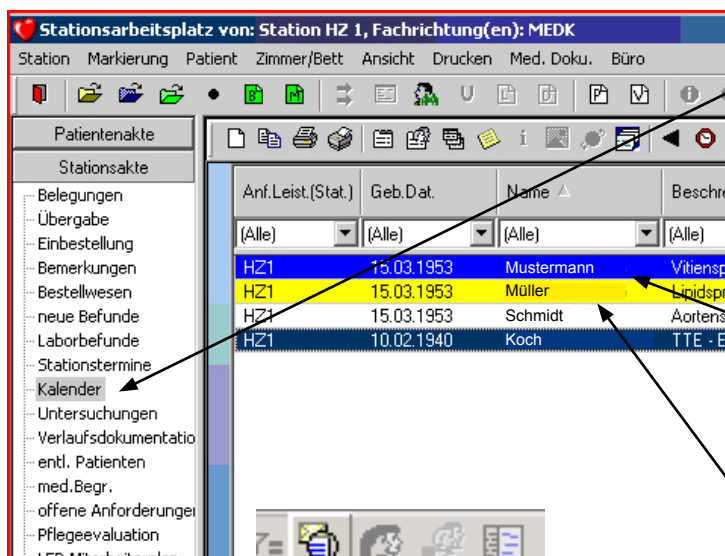 Stationsarbeitsplatz von: Station HZ 1, Fachrichtung(en): MEDK
Station Markierung Patient Zimmer/Bett Ansicht Drucken Med. Doku. Büro
Patientenakte
Stationsakte
Belegungen
Übergabe
Einbestellung
Bemerkungen
Bestellwesen
neue Befunde
Laborbefunde
Stationstermine
Kalender
Untersuchungen
Verlaufsdokumentatio
entl. Patienten
med.Begr.
offene Anforderunge
Pflegeevaluation
Anf.Leist.(Stat.) Geb.Dat. Name Beschre
(Alle) (Alle) (Alle) (Alle)
HZ1 15.03.1953 Mustermann Vitiensp
HZ1 15.03.1953 Müller Lipidspr
HZ1 15.03.1953 Schmidt Aortens
HZ1 10.02.1940 Koch TTE - E